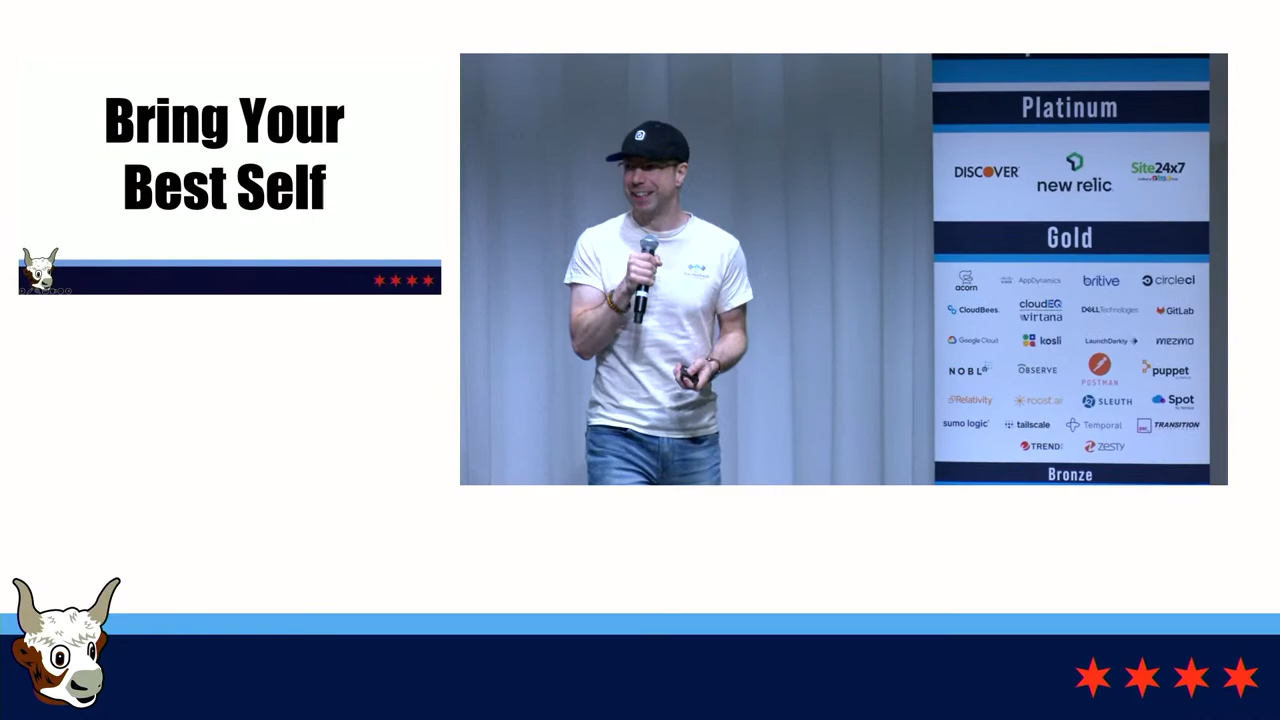 Bring Your
Best Self
Platinum
DISCOVER
new relic
Site24x7
Gold
acorn
AppDynamics
britive
circleci
CloudBees
cloudEQ
virtana
DELL Technologies
GitLab
Google Cloud
kosli
LaunchDarkly
mezmo
NOBL9
OBSERVE
POSTMAN
puppet
Relativity
roost.ai
SLEUTH
Spot
sumo logic
tailscale
Temporal
TRANSITION
TREND
ZESTY
Bronze